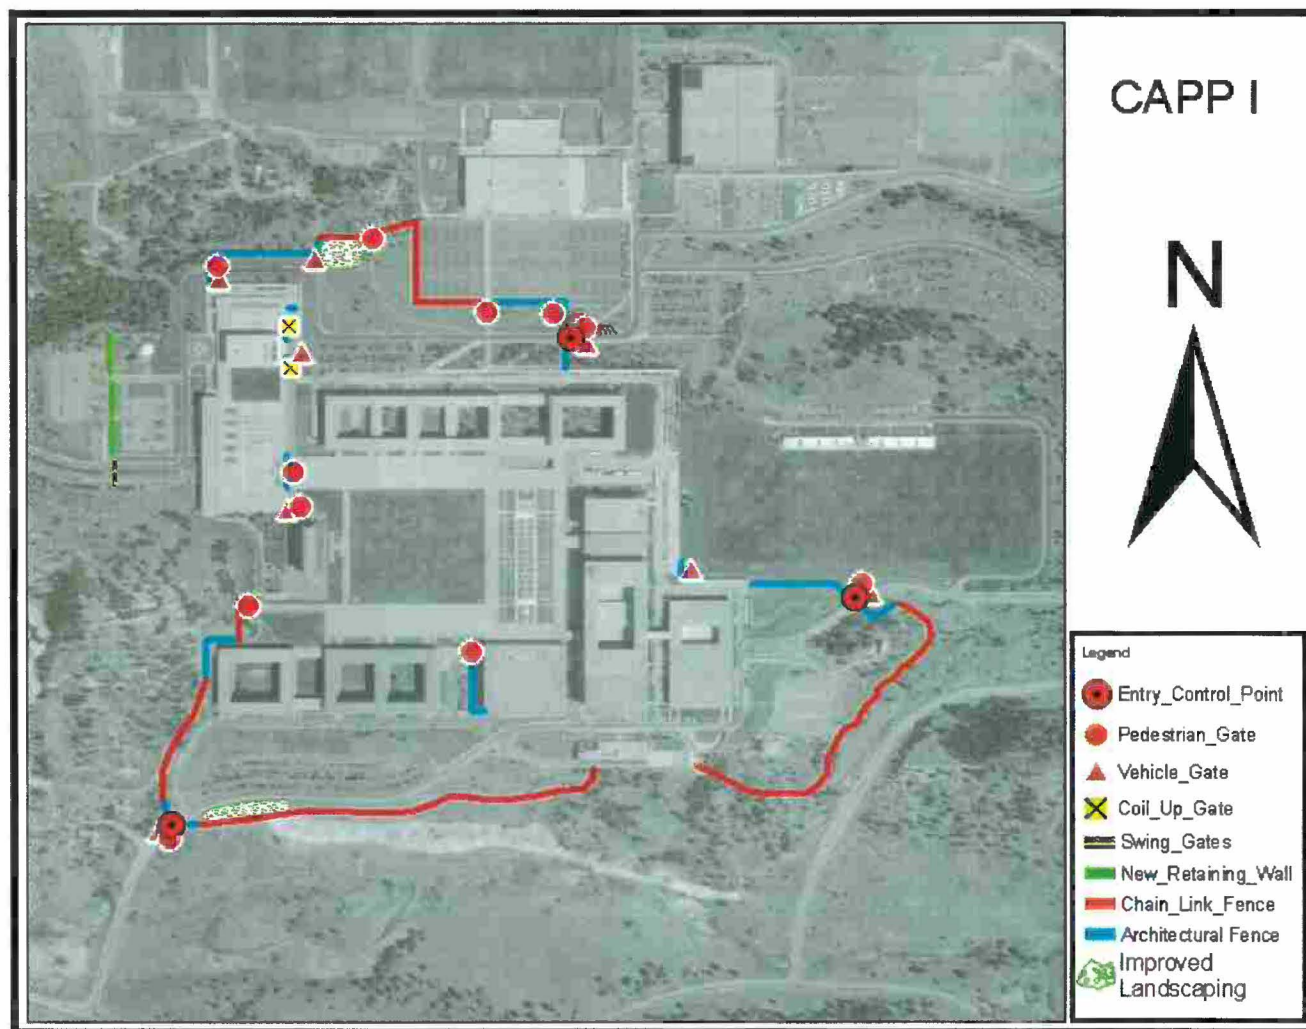 CAPP I
N
Legend
Entry_Control_Point
Pedestrian_Gate
Vehicle_Gate
Coil_Up_Gate
Swing_Gates
New_Retaining_Wall
Chain_Link_Fence
Architectural Fence
Improved
Landscaping